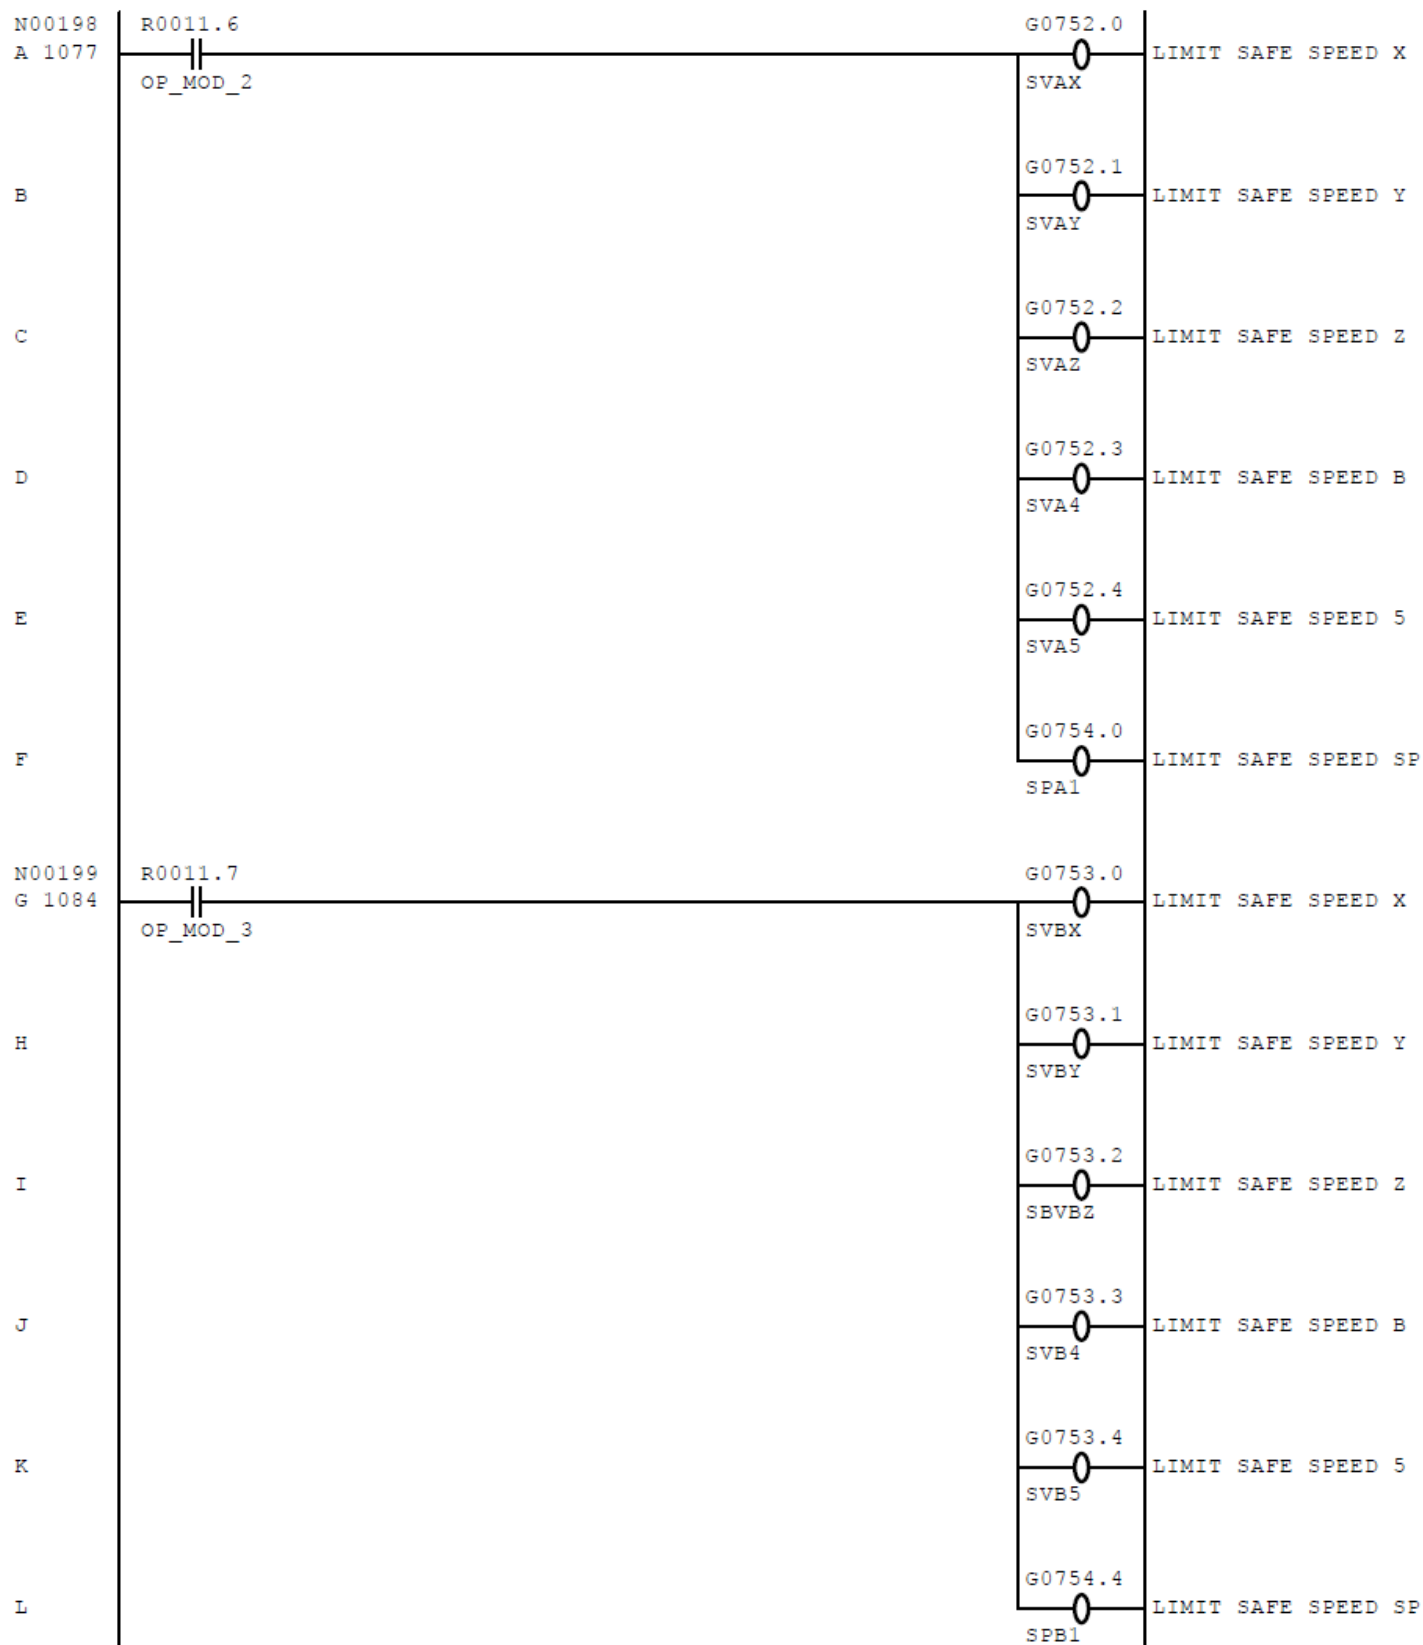 N00198 R0011.6 G0752.0
A 1077 LIMIT SAFE SPEED X
OP_MOD_2 SVAX
G0752.1
B LIMIT SAFE SPEED Y
SVAY
G0752.2
C LIMIT SAFE SPEED Z
SVAZ
G0752.3
D LIMIT SAFE SPEED B
SVA4
G0752.4
E LIMIT SAFE SPEED 5
SVA5
G0754.0
F LIMIT SAFE SPEED SP
SPA1
N00199 R0011.7 G0753.0
G 1084 LIMIT SAFE SPEED X
OP_MOD_3 SVBX
G0753.1
H LIMIT SAFE SPEED Y
SVBY
G0753.2
I LIMIT SAFE SPEED Z
SBVBZ
G0753.3
J LIMIT SAFE SPEED B
SVB4
G0753.4
K LIMIT SAFE SPEED 5
SVB5
G0754.4
L LIMIT SAFE SPEED SP
SPB1